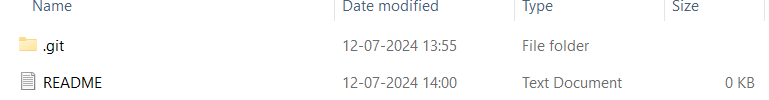 Name Date modified Type Size
.git 12-07-2024 13:55 File folder
README 12-07-2024 14:00 Text Document 0 KB